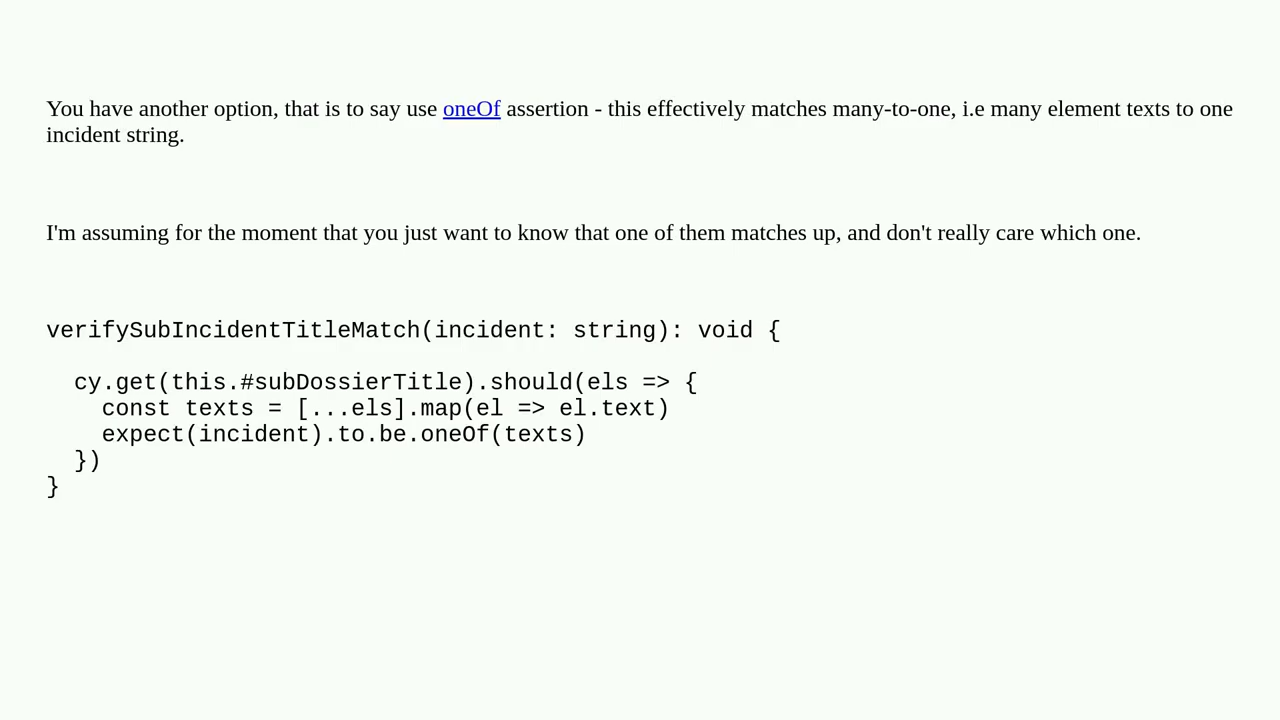 You have another option, that is to say use oneOf assertion - this effectively matches many-to-one, i.e many element texts to one
incident string.
I'm assuming for the moment that you just want to know that one of them matches up, and don't really care which one.
verifySubIncidentTitleMatch(incident: string): void {
  cy.get(this.#subDossierTitle).should(els => {
    const texts = [...els].map(el => el.text)
    expect(incident).to.be.oneOf(texts)
  })
}